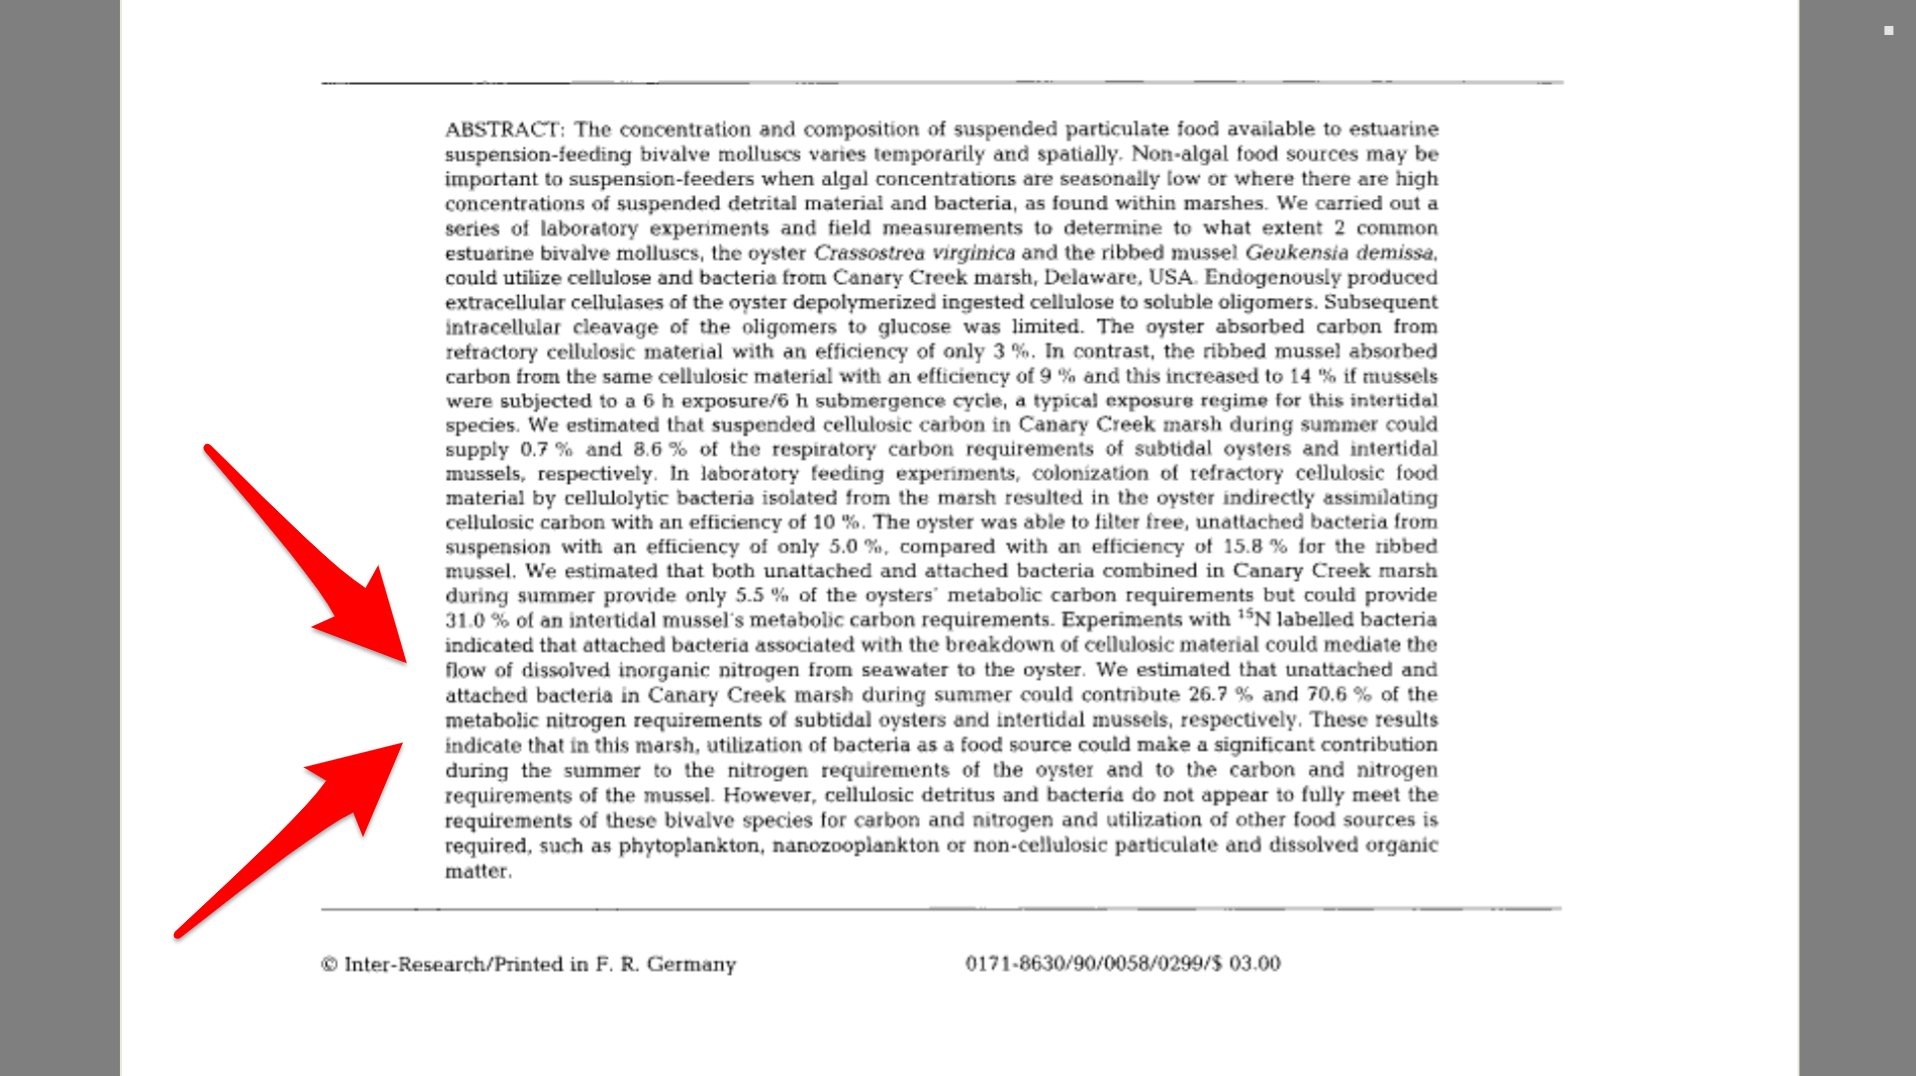 ABSTRACT: The concentration and composition of suspended particulate food available to estuarine
suspension-feeding bivalve molluscs varies temporarily and spatially. Non-algal food sources may be
important to suspension-feeders when algal concentrations are seasonally low or where there are high
concentrations of suspended detrital material and bacteria, as found within marshes. We carried out a
series of laboratory experiments and field measurements to determine to what extent 2 common
estuarine bivalve molluscs, the oyster Crassostrea virginica and the ribbed mussel Geukensia demissa,
could utilize cellulose and bacteria from Canary Creek marsh, Delaware, USA. Endogenously produced
extracellular cellulases of the oyster depolymerized ingested cellulose to soluble oligomers. Subsequent
intracellular cleavage of the oligomers to glucose was limited. The oyster absorbed carbon from
refractory cellulosic material with an efficiency of only 3 %. In contrast, the ribbed mussel absorbed
carbon from the same cellulosic material with an efficiency of 9 % and this increased to 14 % if mussels
were subjected to a 6 h exposure/6 h submergence cycle, a typical exposure regime for this intertidal
species. We estimated that suspended cellulosic carbon in Canary Creek marsh during summer could
supply 0.7 % and 8.6 % of the respiratory carbon requirements of subtidal oysters and intertidal
mussels, respectively. In laboratory feeding experiments, colonization of refractory cellulosic food
material by cellulolytic bacteria isolated from the marsh resulted in the oyster indirectly assimilating
cellulosic carbon with an efficiency of 10 %. The oyster was able to filter free, unattached bacteria from
suspension with an efficiency of only 5.0 %, compared with an efficiency of 15.8 % for the ribbed
mussel. We estimated that both unattached and attached bacteria combined in Canary Creek marsh
during summer provide only 5.5 % of the oysters' metabolic carbon requirements but could provide
31.0 % of an intertidal mussel's metabolic carbon requirements. Experiments with ¹⁵N labelled bacteria
indicated that attached bacteria associated with the breakdown of cellulosic material could mediate the
flow of dissolved inorganic nitrogen from seawater to the oyster. We estimated that unattached and
attached bacteria in Canary Creek marsh during summer could contribute 26.7 % and 70.6 % of the
metabolic nitrogen requirements of subtidal oysters and intertidal mussels, respectively. These results
indicate that in this marsh, utilization of bacteria as a food source could make a significant contribution
during the summer to the nitrogen requirements of the oyster and to the carbon and nitrogen
requirements of the mussel. However, cellulosic detritus and bacteria do not appear to fully meet the
requirements of these bivalve species for carbon and nitrogen and utilization of other food sources is
required, such as phytoplankton, nanozooplankton or non-cellulosic particulate and dissolved organic
matter.
© Inter-Research/Printed in F. R. Germany
0171-8630/90/0058/0299/$ 03.00